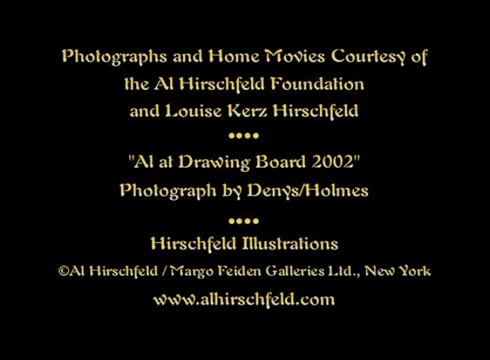 Photographs and Home Movies Courtesy of
the Al Hirschfeld Foundation
and Louise Kerz Hirschfeld
••••
"Al at Drawing Board 2002"
Photograph by Denys/Holmes
••••
Hirschfeld Illustrations
©Al Hirschfeld / Margo Feiden Galleries Ltd., New York
www.alhirschfeld.com